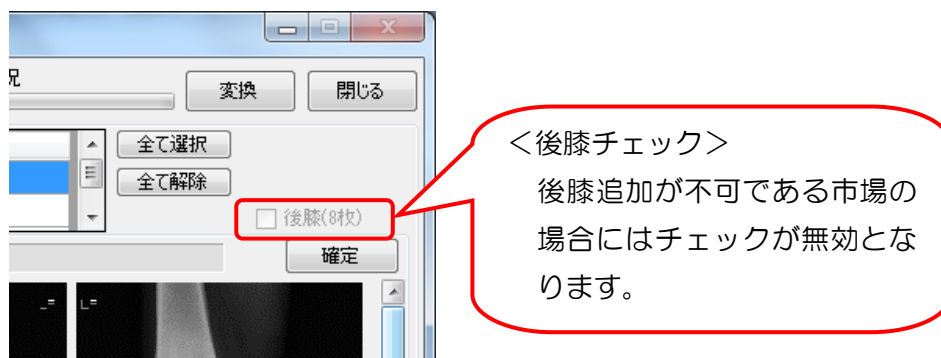 況
変換
閉じる
全て選択
全て解除
後膝(8枚)
確定
L=
＜後膝チェック＞
後膝追加が不可である市場の
場合にはチェックが無効とな
ります。